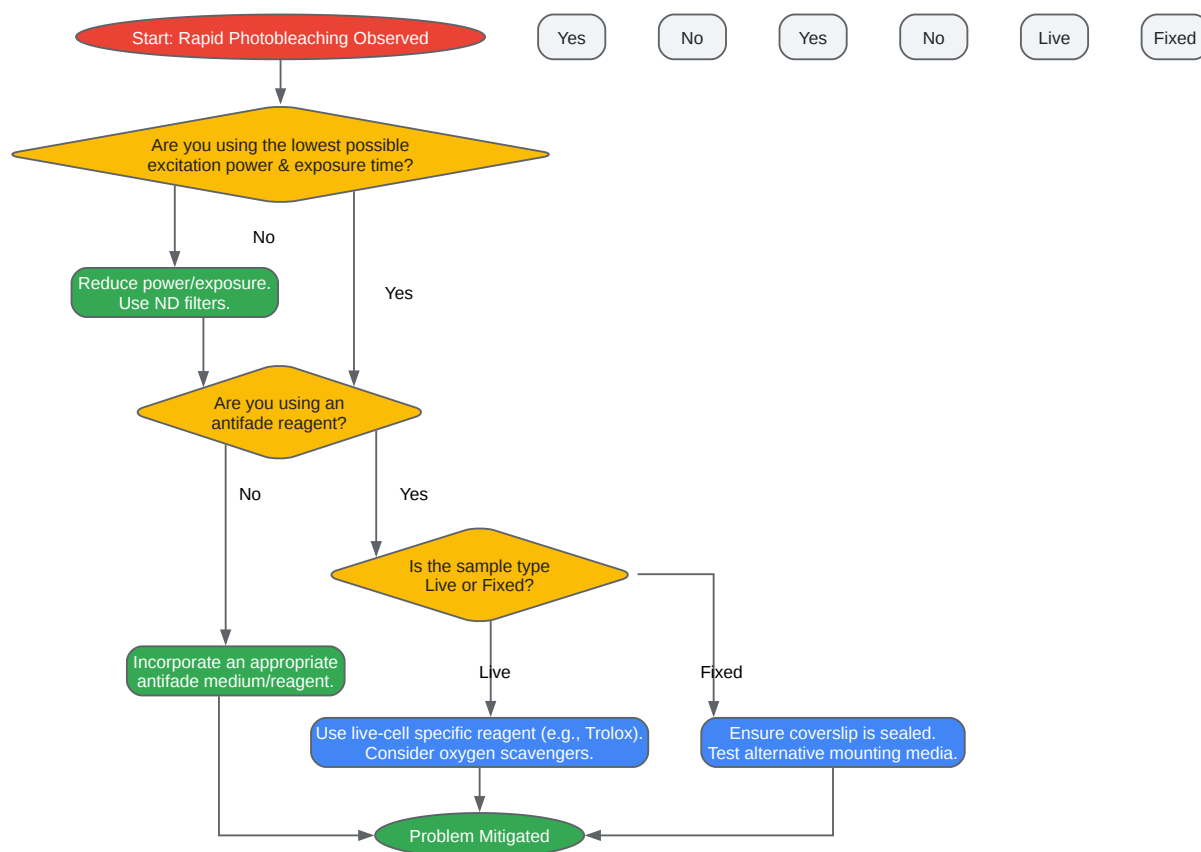 Start: Rapid Photobleaching Observed
Yes
No
Yes
No
Live
Fixed
Are you using the lowest possible
excitation power & exposure time?
No
Reduce power/exposure.
Use ND filters.
Yes
Are you using an
antifade reagent?
No
Yes
Is the sample type
Live or Fixed?
Incorporate an appropriate
antifade medium/reagent.
Live
Fixed
Use live-cell specific reagent (e.g., Trolox).
Consider oxygen scavengers.
Ensure coverslip is sealed.
Test alternative mounting media.
Problem Mitigated